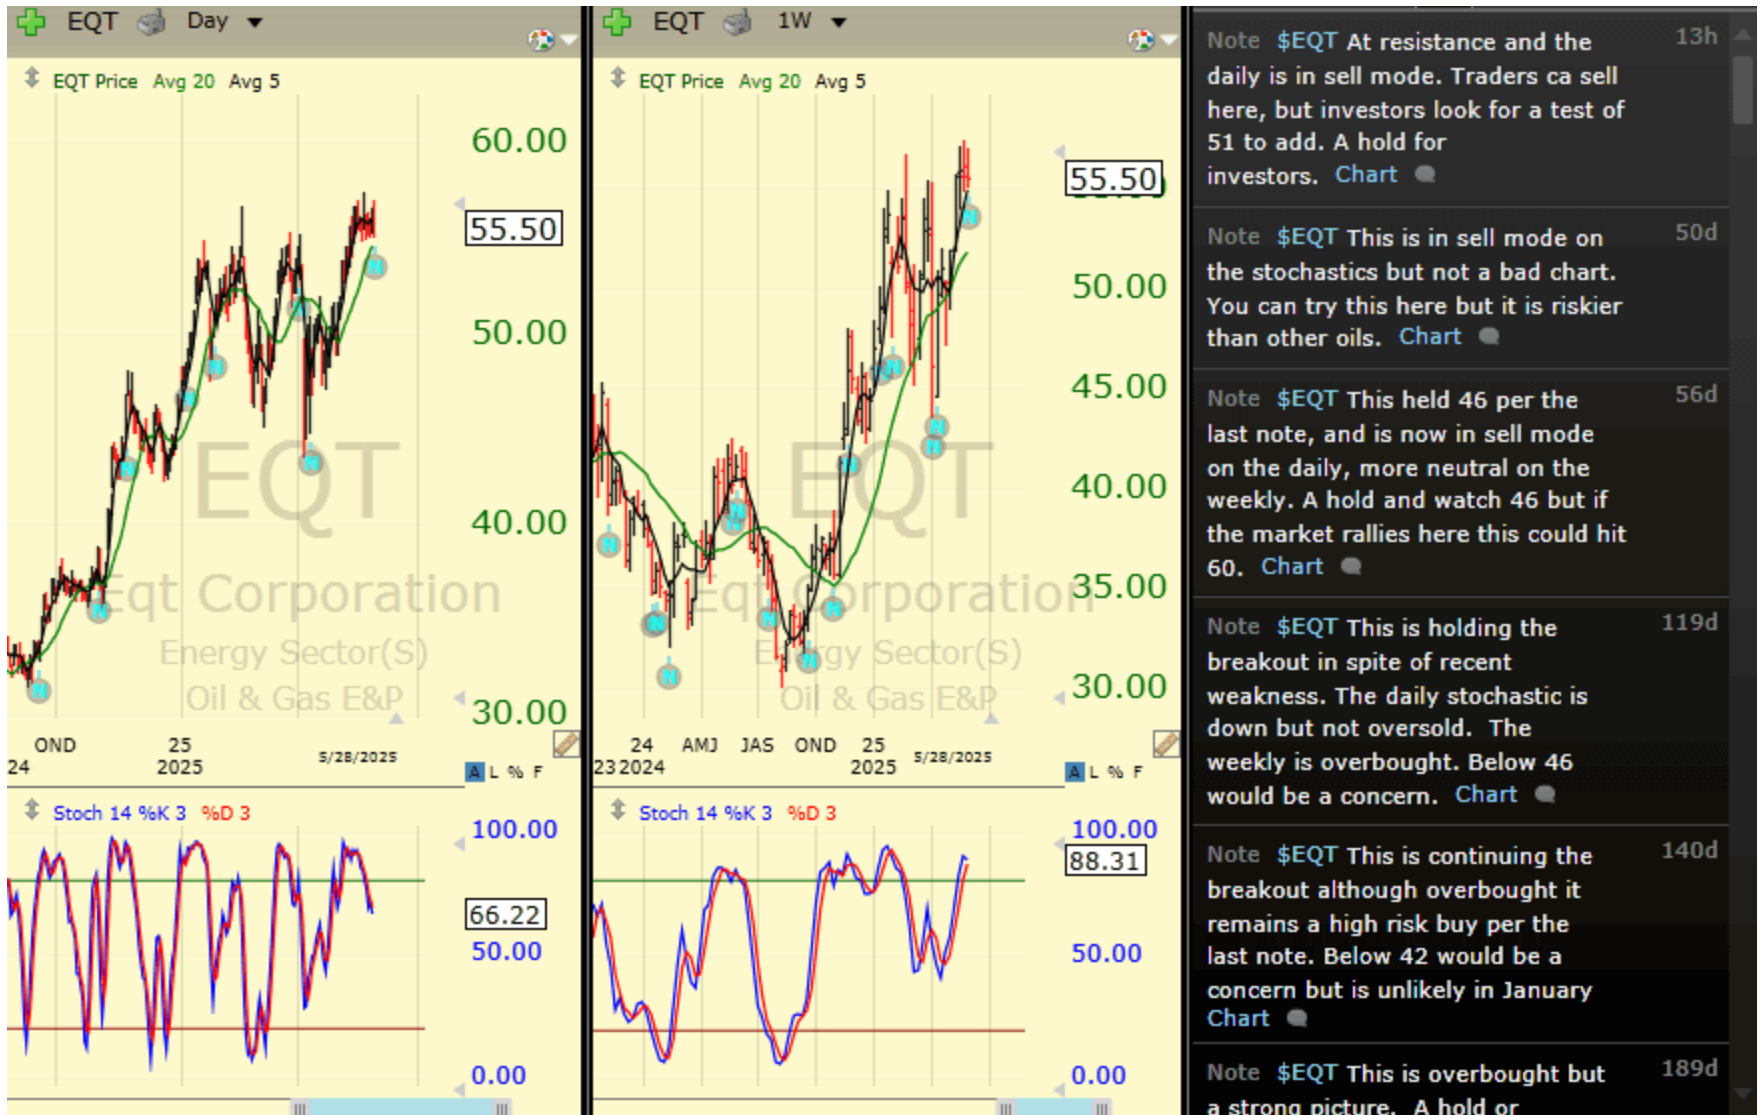 EQT Day
EQT Price Avg 20 Avg 5
60.00
55.50
50.00
40.00
30.00
EQT
Eqt Corporation
Energy Sector(S)
Oil & Gas E&P
OND 25 5/28/2025
24 2025
A L % F
Stoch 14 %K 3 %D 3
100.00
66.22
50.00
0.00
EQT 1W
EQT Price Avg 20 Avg 5
55.50
50.00
45.00
40.00
35.00
30.00
EQT
Eqt Corporation
Energy Sector(S)
Oil & Gas E&P
24 AMJ JAS OND 25 5/28/2025
23 2024 2025
A L % F
Stoch 14 %K 3 %D 3
100.00
88.31
50.00
0.00
Note $EQT At resistance and the 13h
daily is in sell mode. Traders ca sell
here, but investors look for a test of
51 to add. A hold for
investors. Chart
Note $EQT This is in sell mode on 50d
the stochastics but not a bad chart.
You can try this here but it is riskier
than other oils. Chart
Note $EQT This held 46 per the 56d
last note, and is now in sell mode
on the daily, more neutral on the
weekly. A hold and watch 46 but if
the market rallies here this could hit
60. Chart
Note $EQT This is holding the 119d
breakout in spite of recent
weakness. The daily stochastic is
down but not oversold. The
weekly is overbought. Below 46
would be a concern. Chart
Note $EQT This is continuing the 140d
breakout although overbought it
remains a high risk buy per the
last note. Below 42 would be a
concern but is unlikely in January
Chart
Note $EQT This is overbought but 189d
a strong picture. A hold or